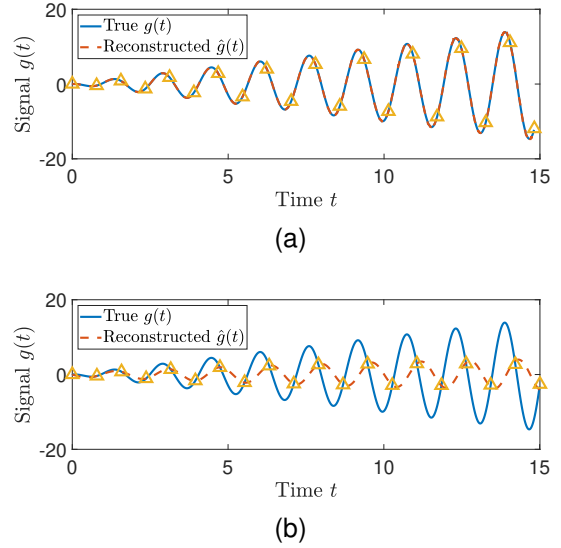 20
True g(t)
Reconstructed ĝ(t)
Signal g(t)
0
-20
0
5
10
15
Time t
(a)
20
True g(t)
Reconstructed ĝ(t)
Signal g(t)
0
-20
0
5
10
15
Time t
(b)